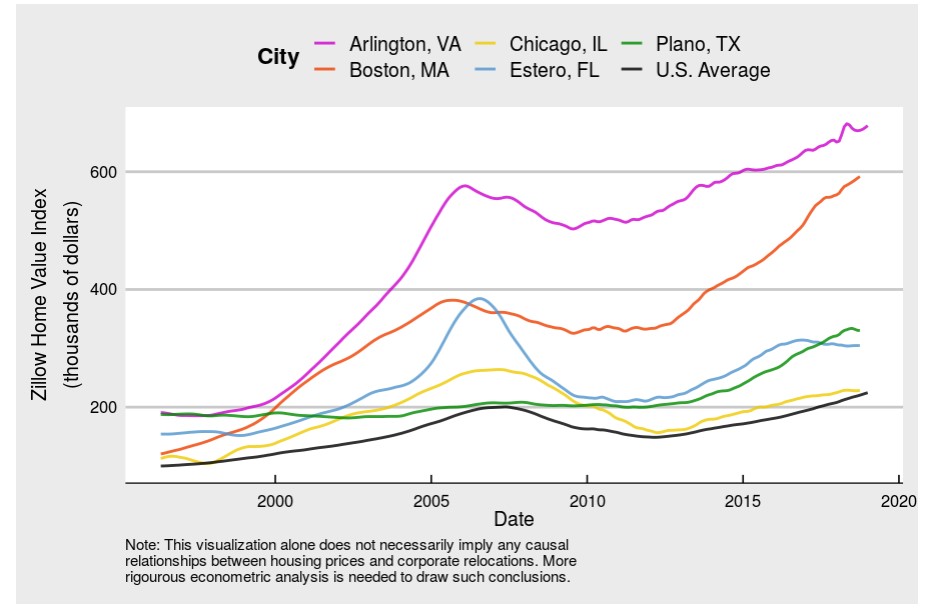 City
Arlington, VA
Chicago, IL
Plano, TX
Boston, MA
Estero, FL
U.S. Average
Zillow Home Value Index
(thousands of dollars)
600
400
200
2000
2005
2010
2015
2020
Date
Note: This visualization alone does not necessarily imply any causal
relationships between housing prices and corporate relocations. More
rigourous econometric analysis is needed to draw such conclusions.